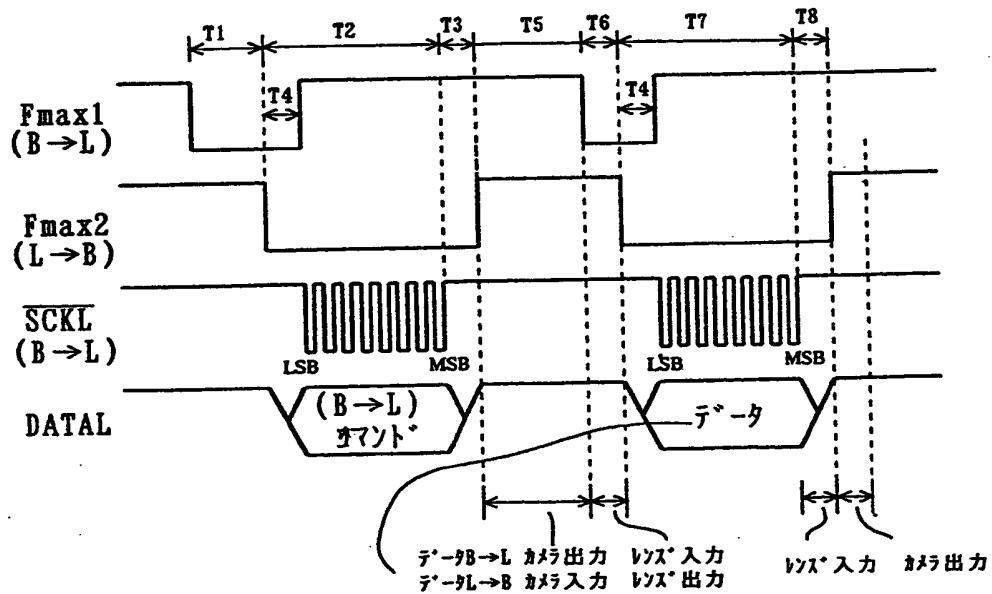 T1 T2 T3 T5 T6 T7 T8
T4 T4
Fmax1
(B→L)
Fmax2
(L→B)
SCKL
(B→L)
LSB MSB LSB MSB
DATAL
(B→L)
コマンド
データ
データB→L カメラ出力 レンズ入力
データL→B カメラ入力 レンズ出力
レンズ入力 カメラ出力